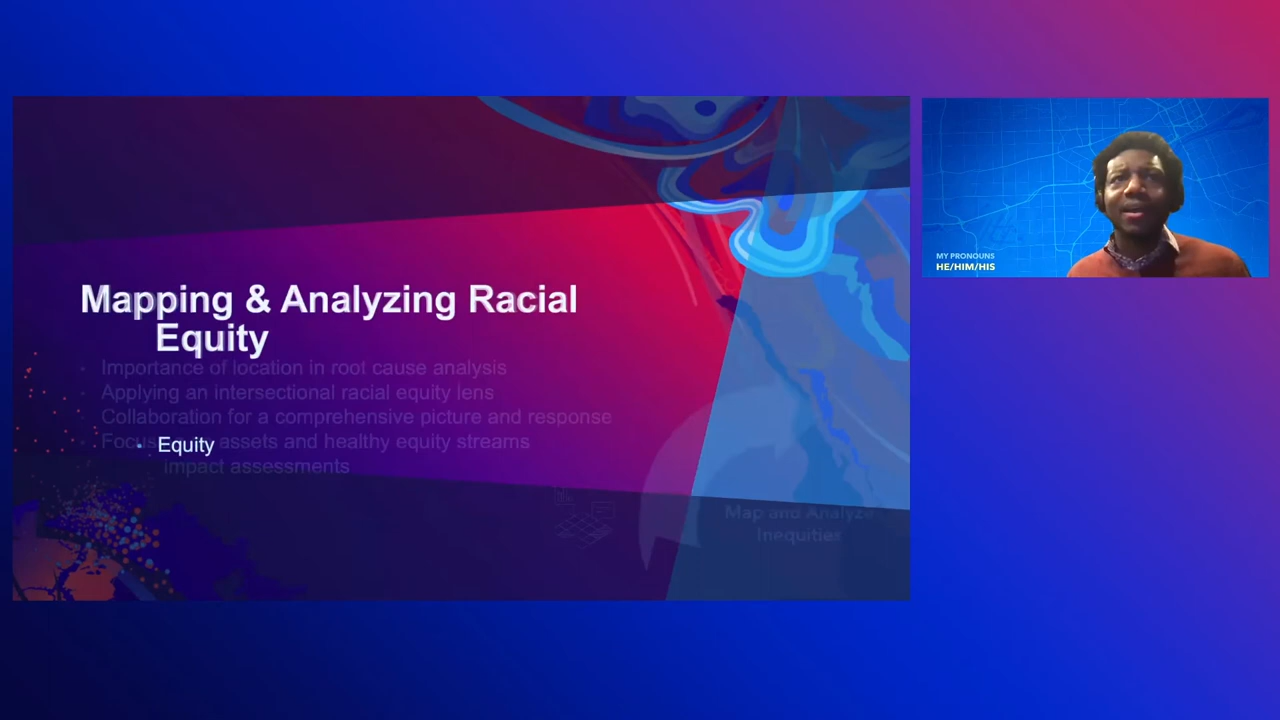 Mapping & Analyzing Racial
Equity
Importance of location in root cause analysis
Applying an intersectional racial equity lens
Collaboration for a comprehensive picture and response
Focus assets and healthy equity streams
Equity
impact assessments
Map and Analyze
Inequities
MY PRONOUNS
HE/HIM/HIS